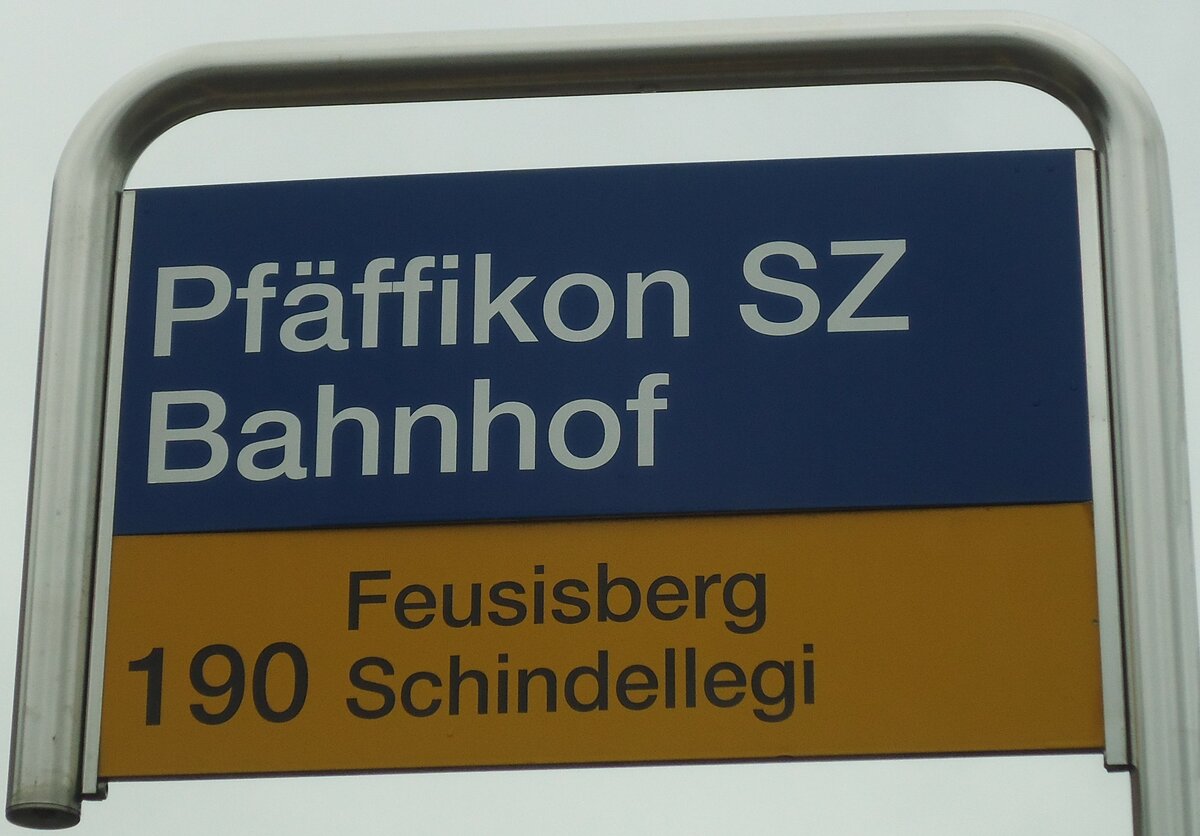 Pfäffikon SZ
Bahnhof
Feusisberg
190 Schindellegi